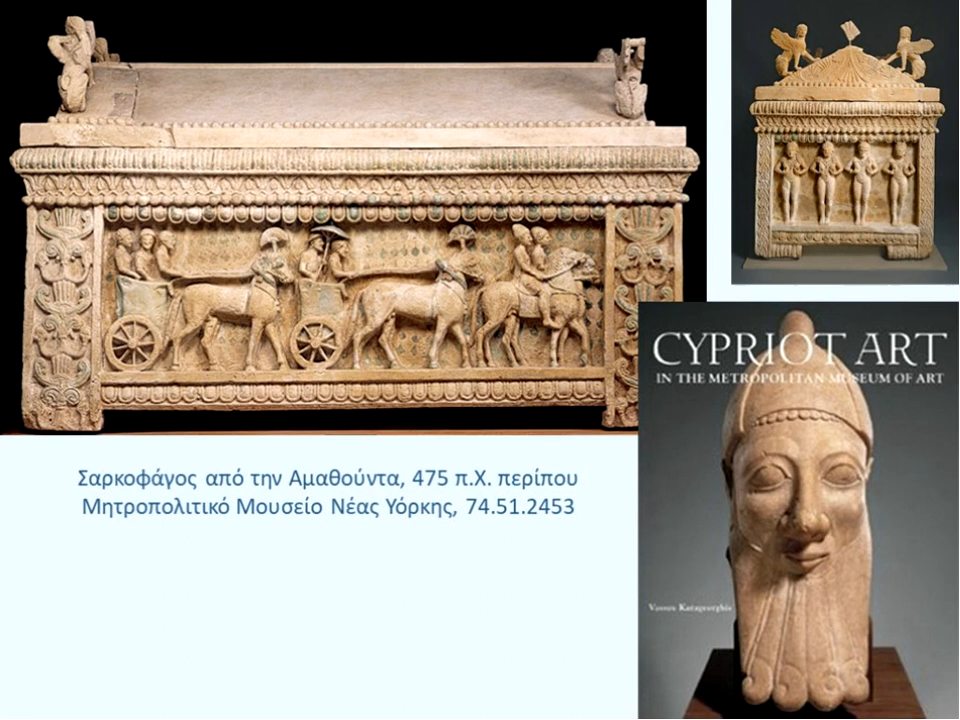 CYPRIOT ART
IN THE METROPOLITAN MUSEUM OF ART
Vassos Karageorghis
Σαρκοφάγος από την Αμαθούντα, 475 π.Χ. περίπου
Μητροπολιτικό Μουσείο Νέας Υόρκης, 74.51.2453